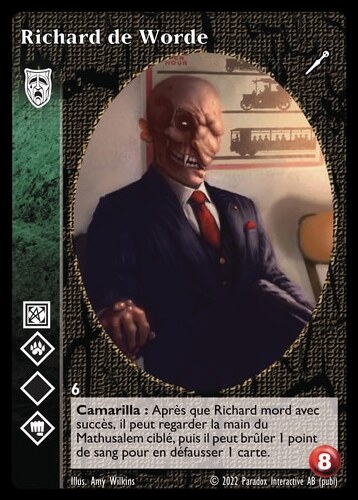 Richard de Worde
PER
HOUR
6
Camarilla : Après que Richard mord avec
succès, il peut regarder la main du
Mathusalem ciblé, puis il peut brûler 1 point
de sang pour en défausser 1 carte.
8
Illus. Amy Wilkins
© 2022 Paradox Interactive AB (publ)